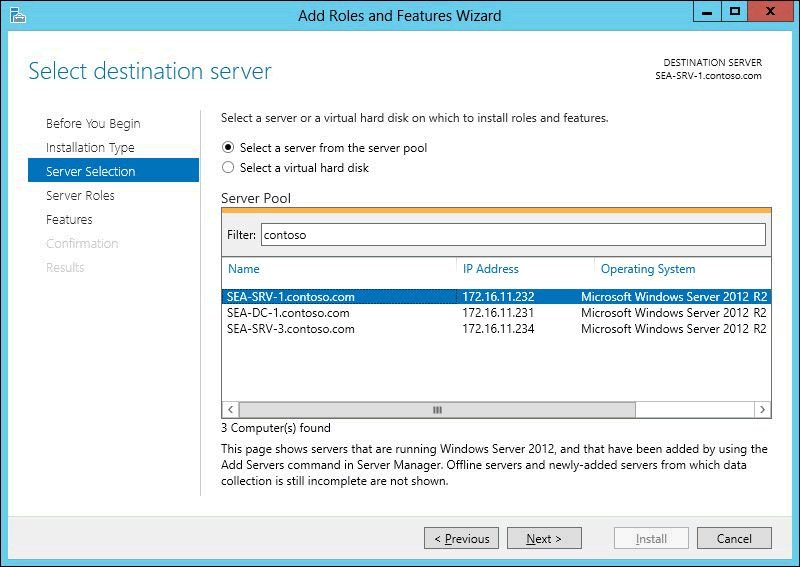 Add Roles and Features Wizard
Select destination server
DESTINATION SERVER
SEA-SRV-1.contoso.com
Before You Begin
Installation Type
Server Selection
Server Roles
Features
Confirmation
Results
Select a server or a virtual hard disk on which to install roles and features.
Select a server from the server pool
Select a virtual hard disk
Server Pool
Filter: contoso
Name IP Address Operating System
SEA-SRV-1.contoso.com 172.16.11.232 Microsoft Windows Server 2012 R2
SEA-DC-1.contoso.com 172.16.11.231 Microsoft Windows Server 2012 R2
SEA-SRV-3.contoso.com 172.16.11.234 Microsoft Windows Server 2012 R2
3 Computer(s) found
This page shows servers that are running Windows Server 2012, and that have been added by using the
Add Servers command in Server Manager. Offline servers and newly-added servers from which data
collection is still incomplete are not shown.
< Previous Next > Install Cancel